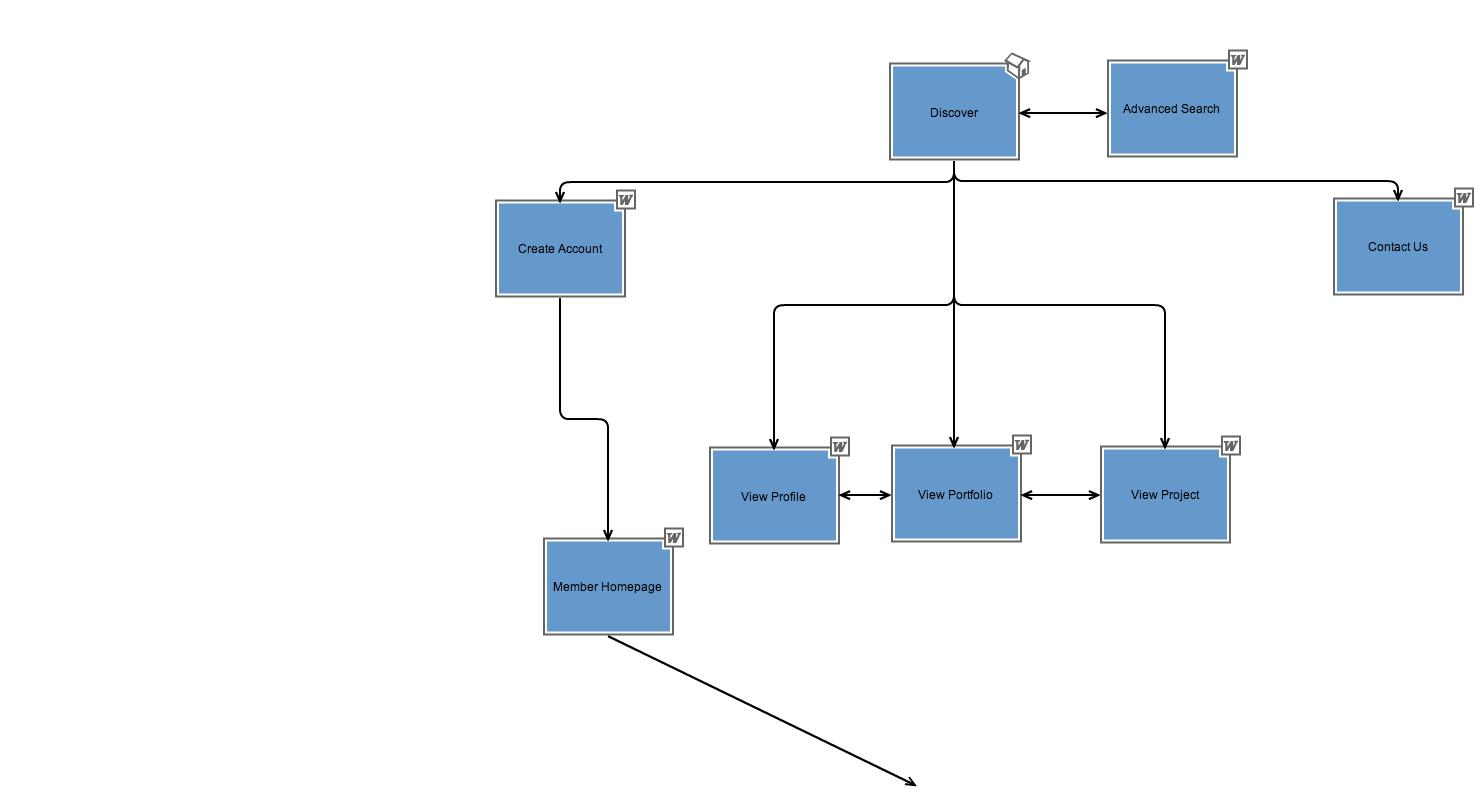 W
Discover
Advanced Search
W
W
Create Account
Contact Us
W
W
W
View Profile
View Portfolio
View Project
W
Member Homepage